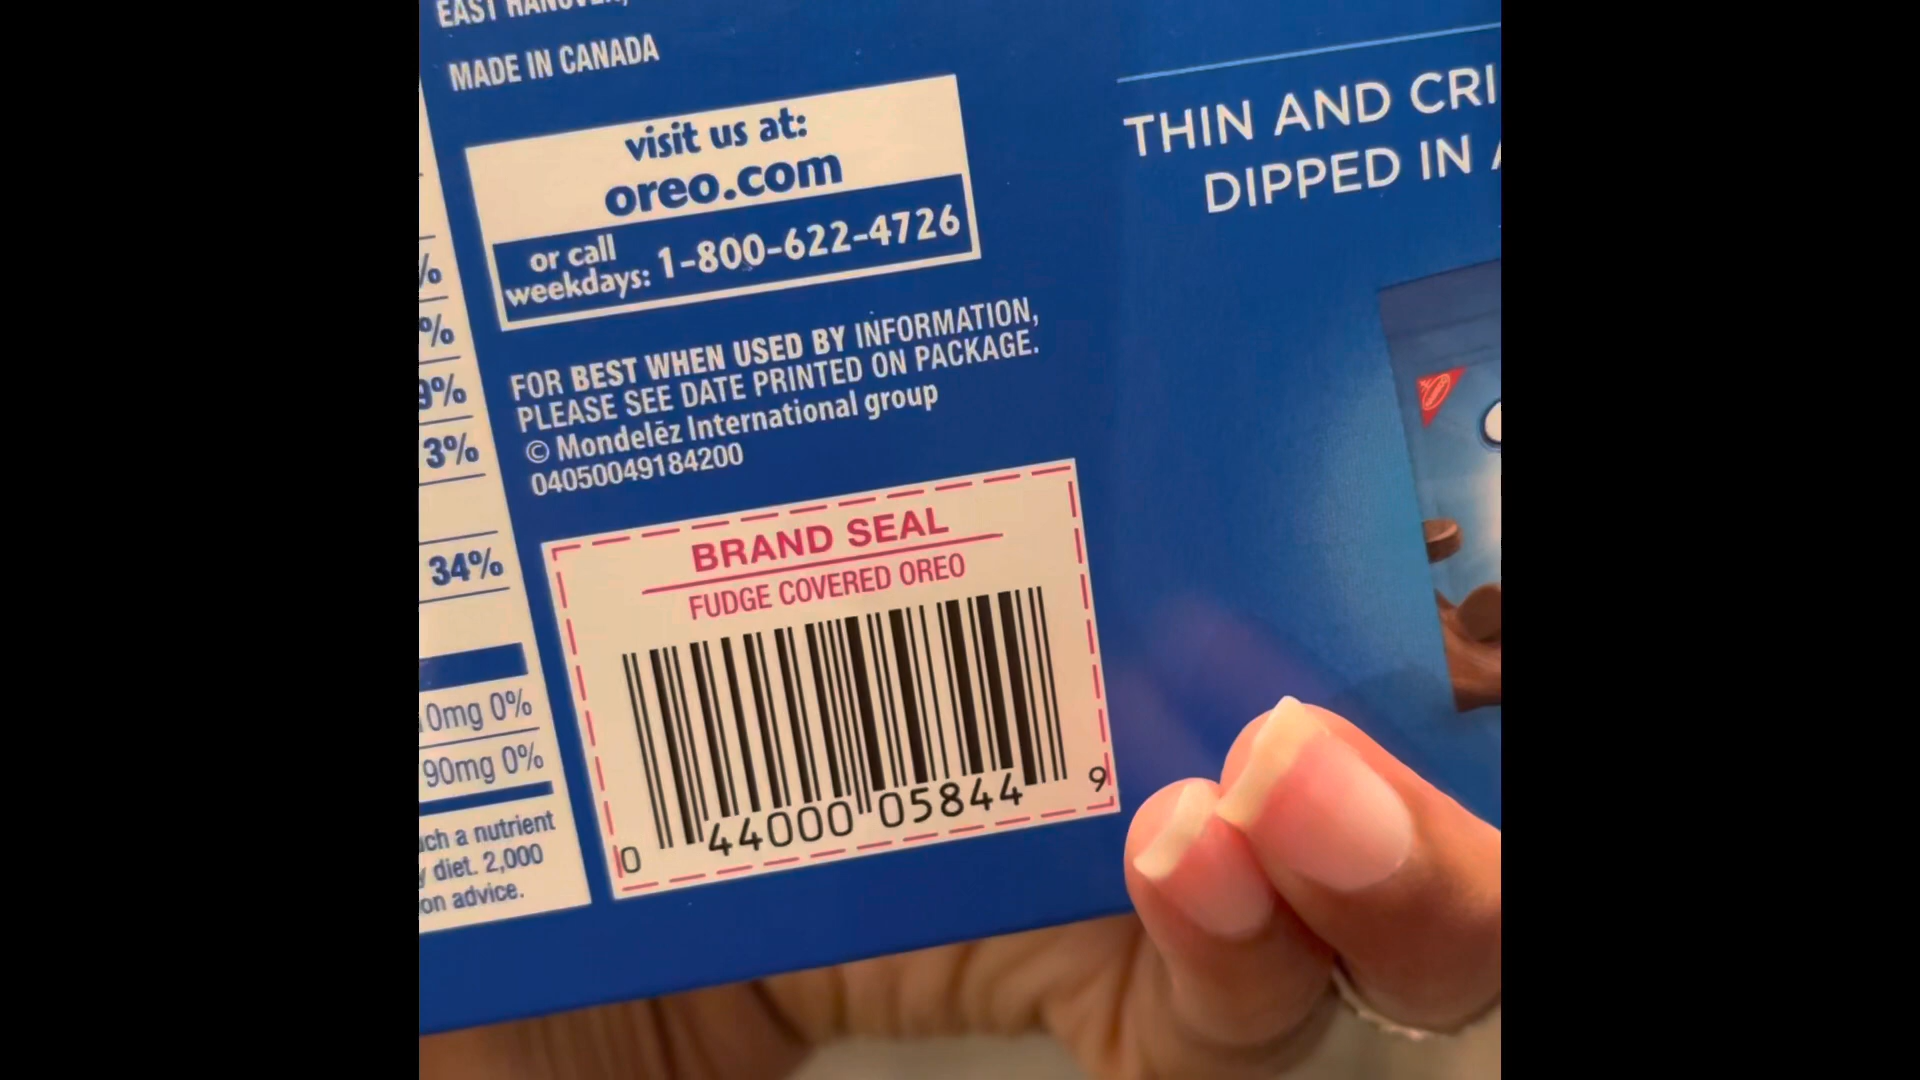 EAST HANOVER,
MADE IN CANADA
visit us at:
oreo.com
or call
weekdays: 1-800-622-4726
FOR BEST WHEN USED BY INFORMATION,
PLEASE SEE DATE PRINTED ON PACKAGE.
© Mondelēz International group
04050049184200
BRAND SEAL
FUDGE COVERED OREO
0 44000 05844 9
%
%
9%
3%
34%
0mg 0%
90mg 0%
ch a nutrient
diet. 2,000
on advice.
THIN AND CRI
DIPPED IN